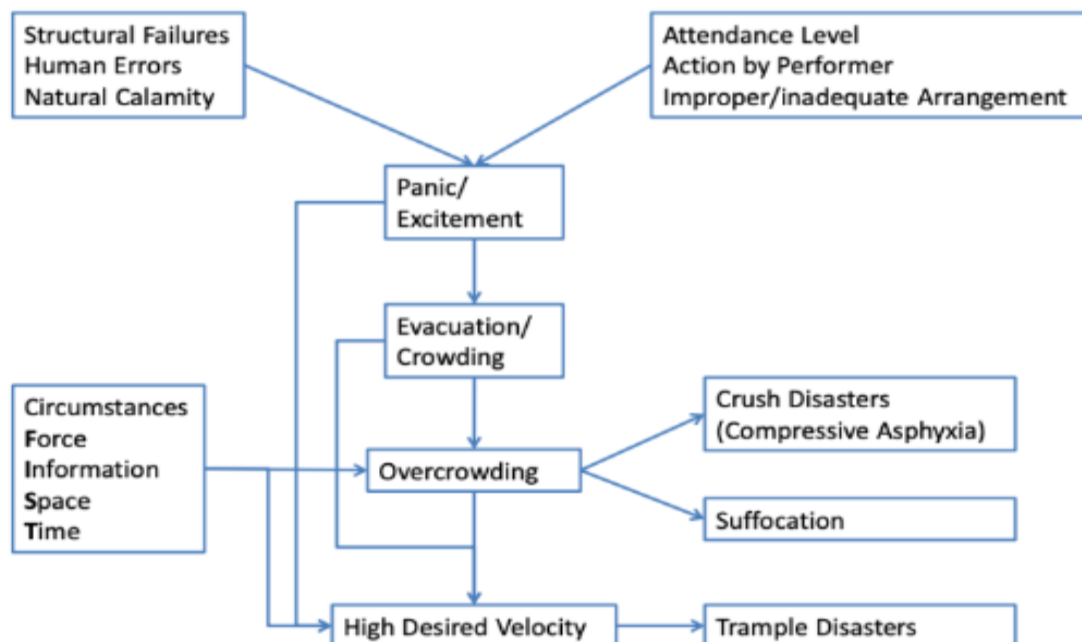 Structural Failures
Human Errors
Natural Calamity
Attendance Level
Action by Performer
Improper/inadequate Arrangement
Panic/
Excitement
Evacuation/
Crowding
Circumstances
Force
Information
Space
Time
Overcrowding
Crush Disasters
(Compressive Asphyxia)
Suffocation
High Desired Velocity
Trample Disasters